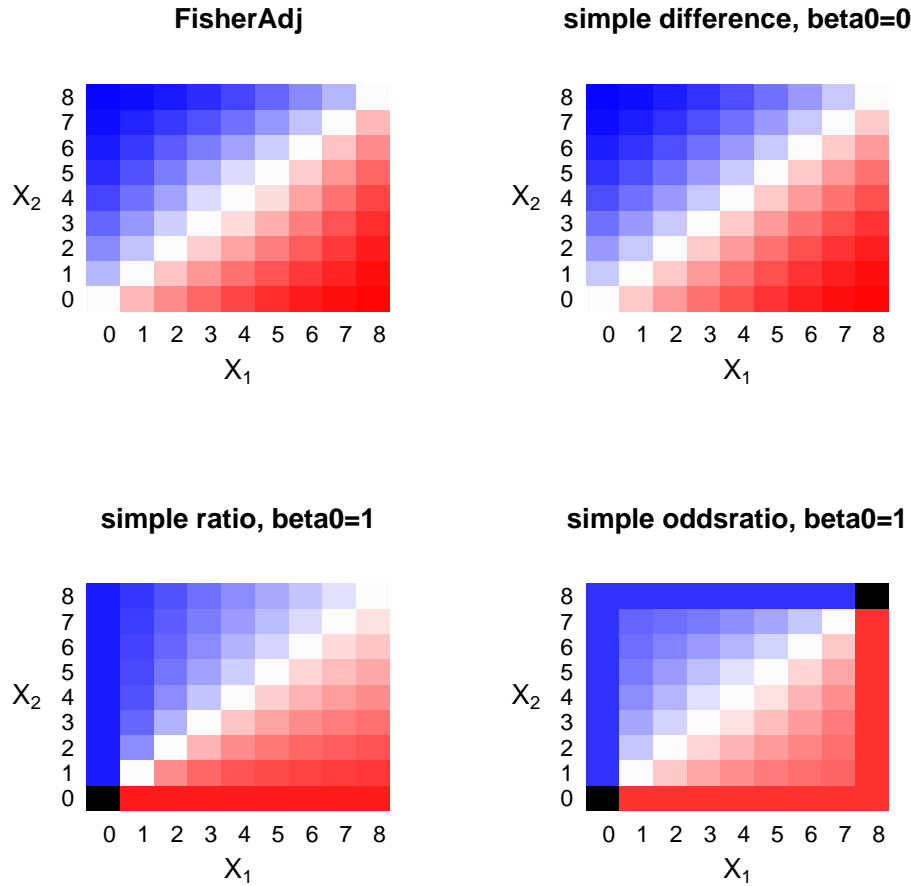 FisherAdj
8
7
6
5
4
3
2
1
0
X₂
0 1 2 3 4 5 6 7 8
X₁
simple difference, beta0=0
8
7
6
5
4
3
2
1
0
X₂
0 1 2 3 4 5 6 7 8
X₁
simple ratio, beta0=1
8
7
6
5
4
3
2
1
0
X₂
0 1 2 3 4 5 6 7 8
X₁
simple oddsratio, beta0=1
8
7
6
5
4
3
2
1
0
X₂
0 1 2 3 4 5 6 7 8
X₁